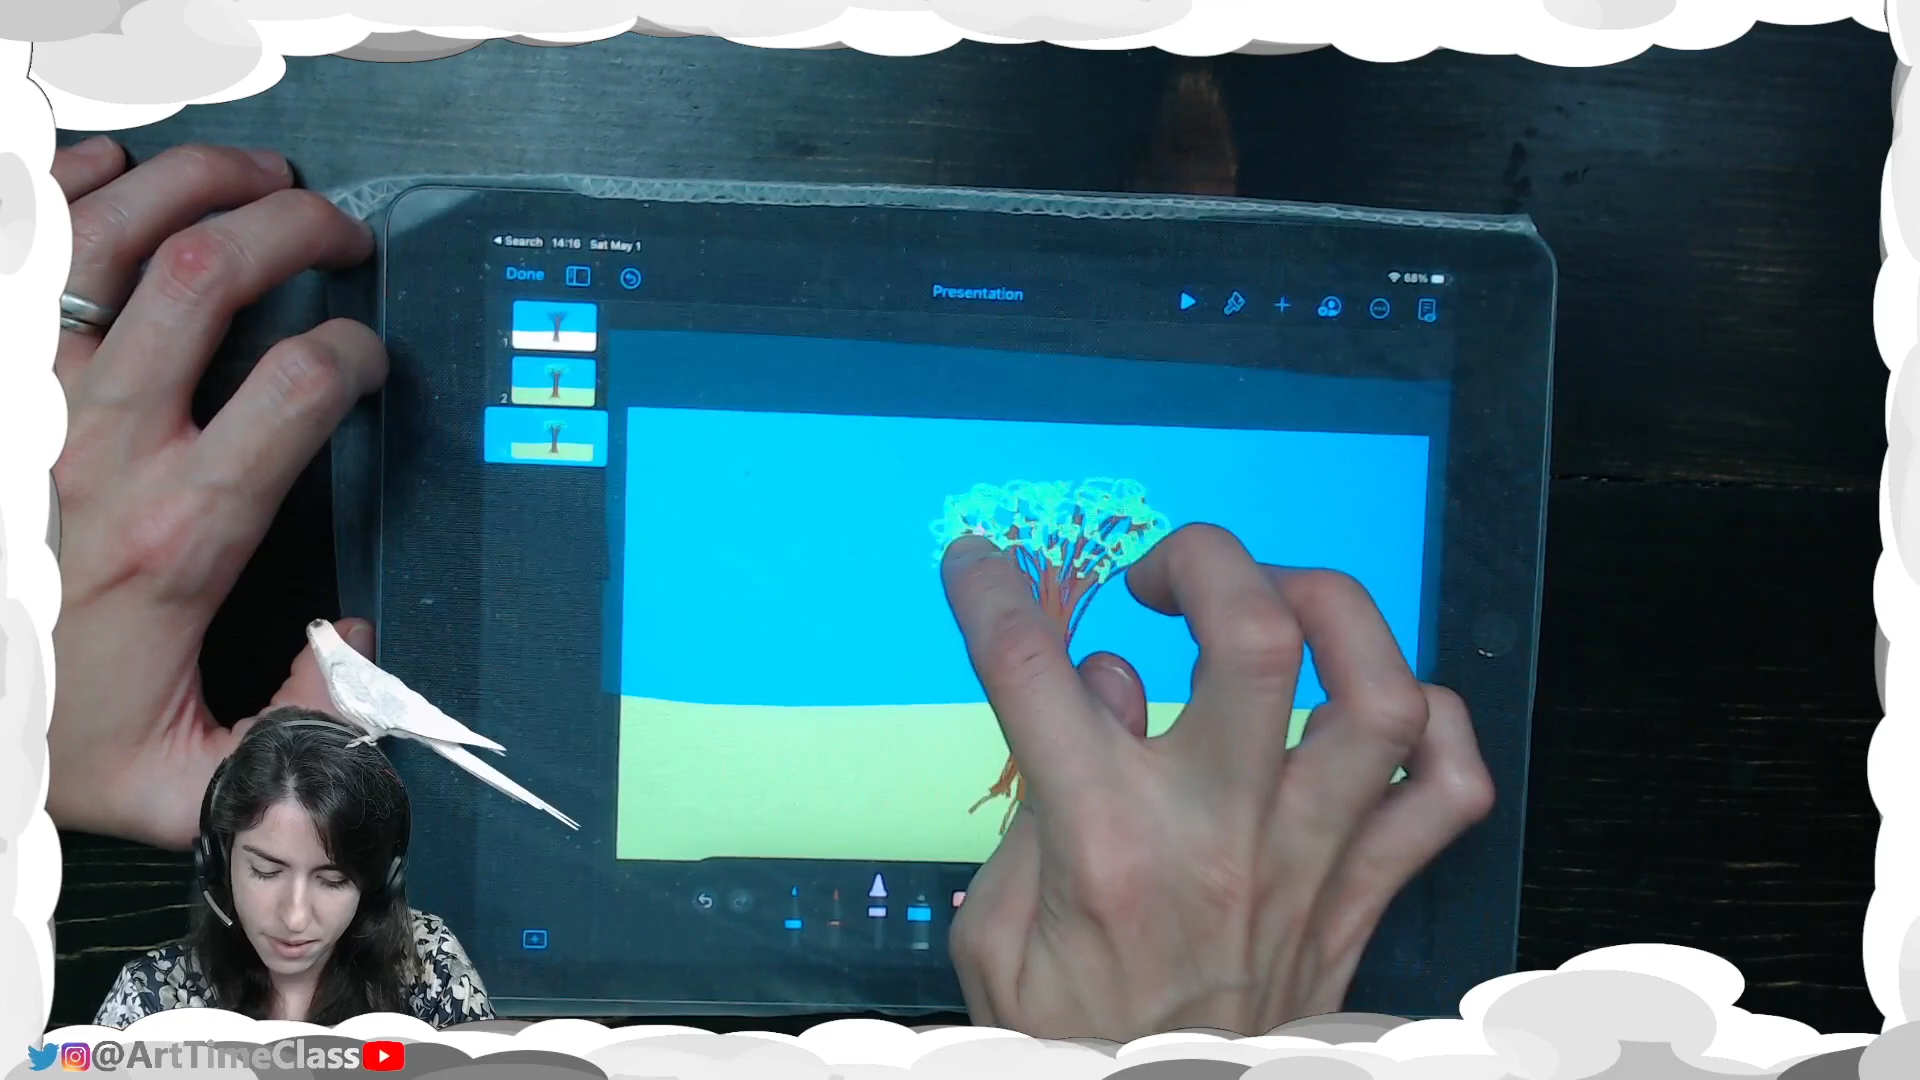 Search 14:16 Sat May 1
68%
Done
Presentation
1
2
@ArtTimeClass